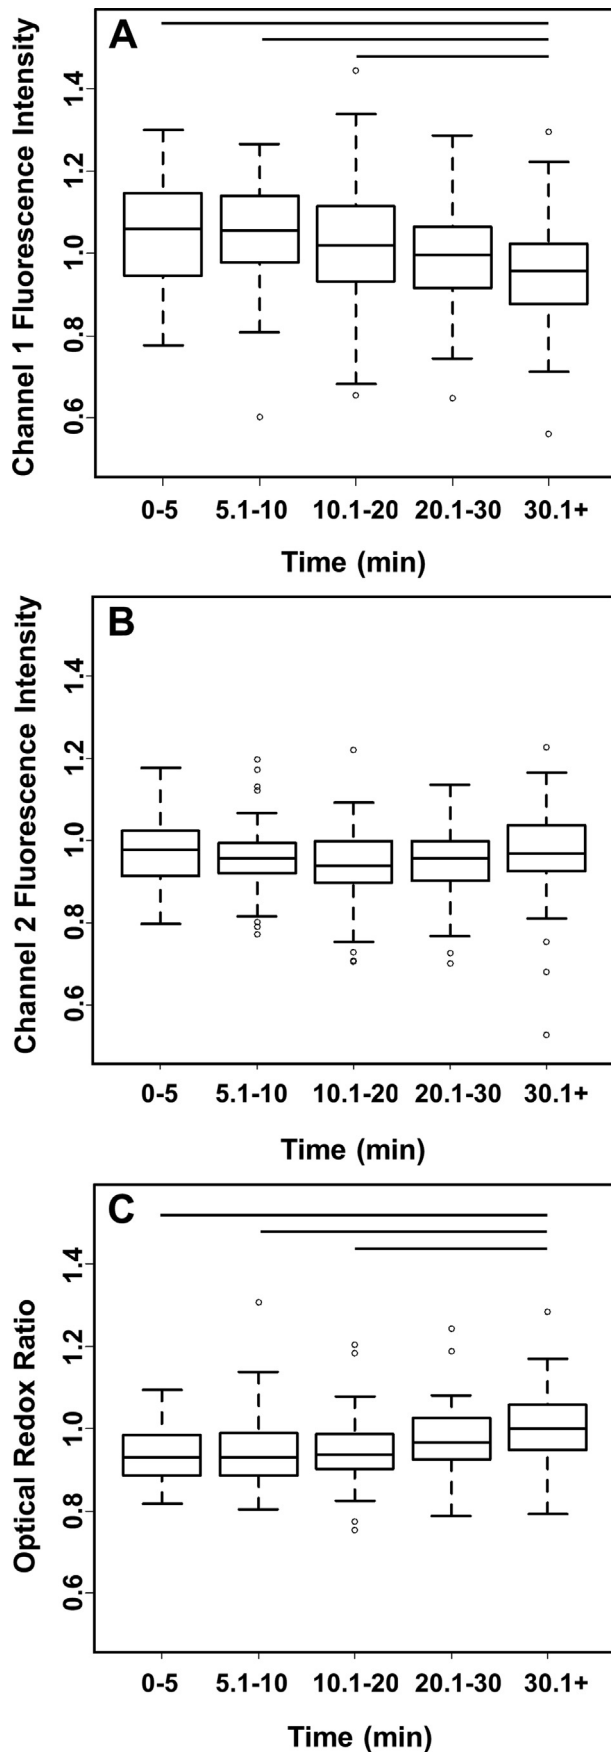 A
Channel 1 Fluorescence Intensity
1.4
1.2
1.0
0.8
0.6
0-5 5.1-10 10.1-20 20.1-30 30.1+
Time (min)
B
Channel 2 Fluorescence Intensity
1.4
1.2
1.0
0.8
0.6
0-5 5.1-10 10.1-20 20.1-30 30.1+
Time (min)
C
Optical Redox Ratio
1.4
1.2
1.0
0.8
0.6
0-5 5.1-10 10.1-20 20.1-30 30.1+
Time (min)